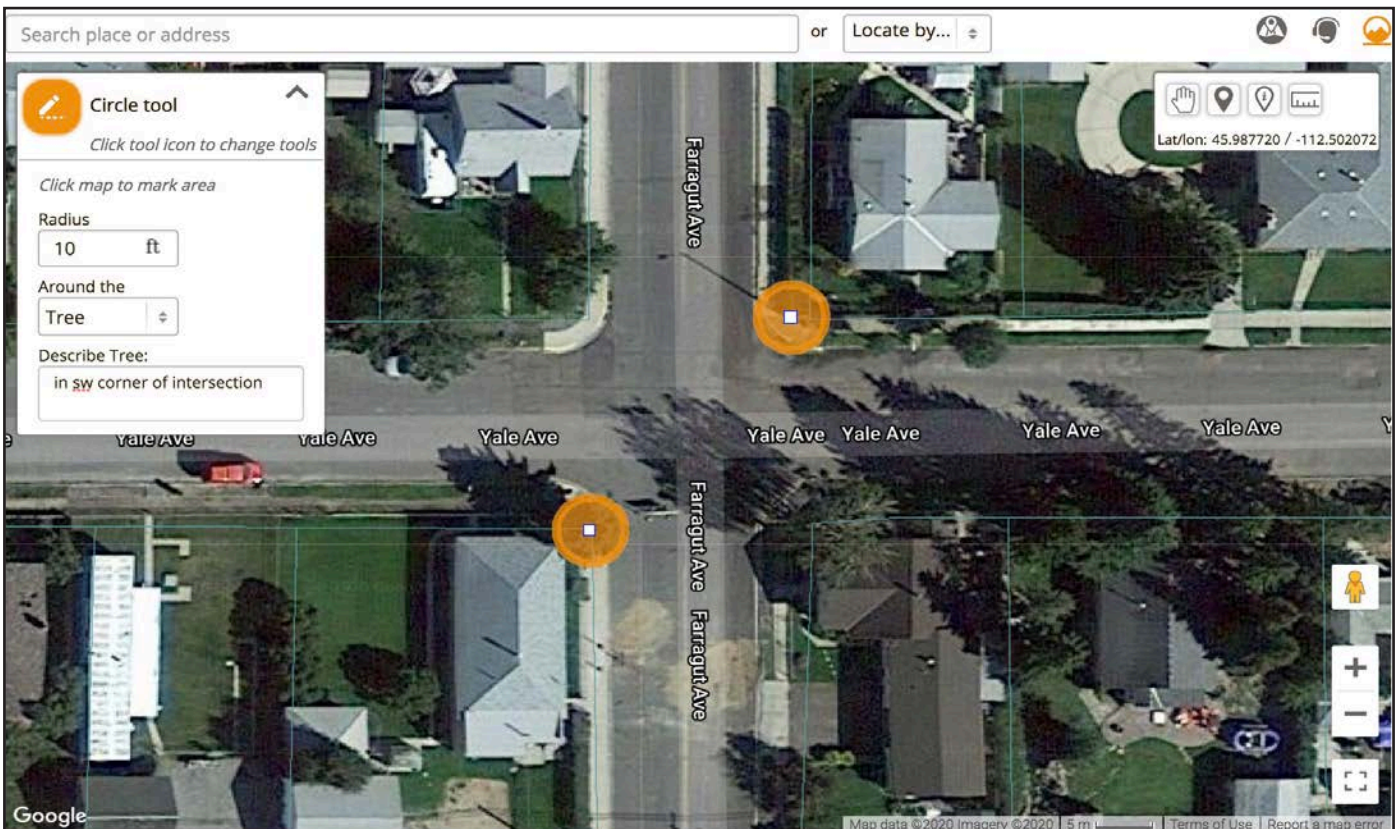 Search place or address
or
Locate by...
Circle tool
Click tool icon to change tools
Click map to mark area
Radius
10 ft
Around the
Tree
Describe Tree:
in sw corner of intersection
Lat/lon: 45.987720 / -112.502072
Farragut Ave
Yale Ave
Yale Ave
Yale Ave
Yale Ave
Yale Ave
Yale Ave
Yale Ave
Farragut Ave
Farragut Ave
Google
Map data ©2020 Imagery ©2020
5 m
Terms of Use
Report a map error